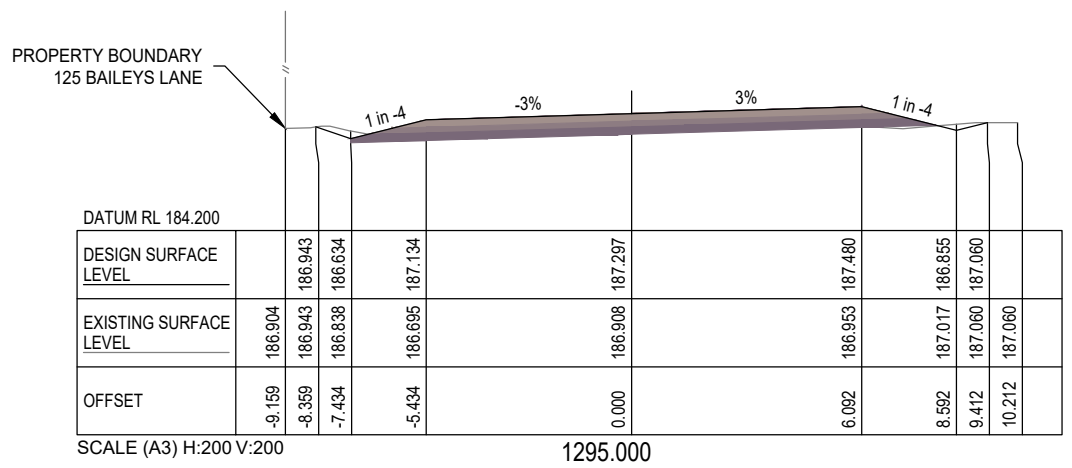 PROPERTY BOUNDARY
125 BAILEYS LANE
1 in -4
-3%
3%
1 in -4
DATUM RL 184.200
DESIGN SURFACE
LEVEL
186.943 186.634 187.134 187.297 187.480 186.855 187.060
EXISTING SURFACE
LEVEL
186.904 186.943 186.838 186.695 186.908 186.953 187.017 187.060 187.060
OFFSET
-9.159 -8.359 -7.434 -5.434 0.000 6.092 8.592 9.412 10.212
SCALE (A3) H:200 V:200
1295.000